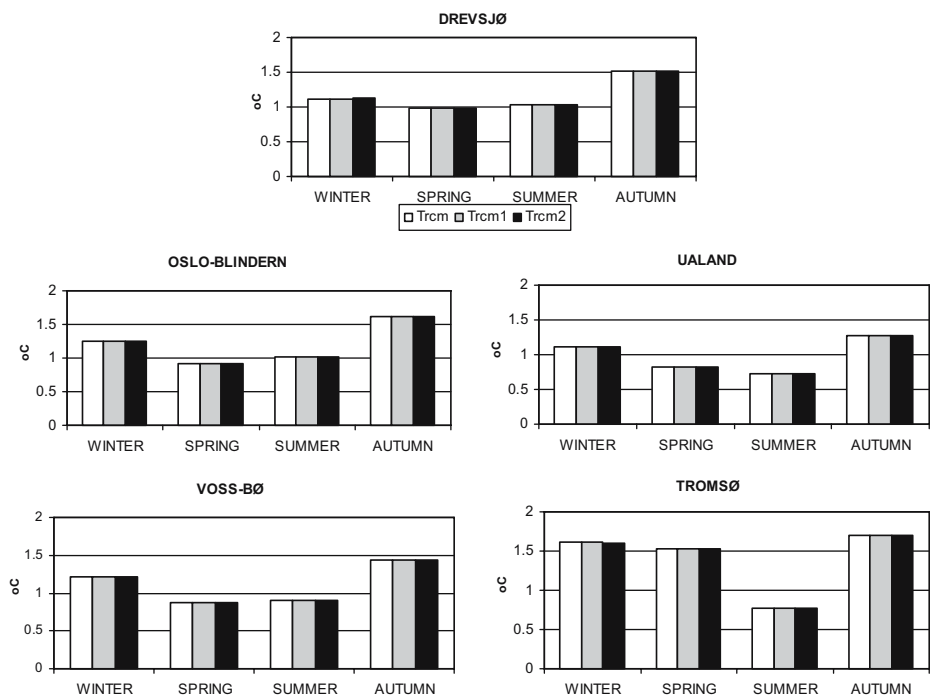 DREVSJØ
2
1.5
1
0.5
0
oC
WINTER SPRING SUMMER AUTUMN
Trcm Trcm1 Trcm2
OSLO-BLINDERN
2
1.5
1
0.5
0
oC
WINTER SPRING SUMMER AUTUMN
UALAND
2
1.5
1
0.5
0
oC
WINTER SPRING SUMMER AUTUMN
VOSS-BØ
2
1.5
1
0.5
0
oC
WINTER SPRING SUMMER AUTUMN
TROMSØ
2
1.5
1
0.5
0
oC
WINTER SPRING SUMMER AUTUMN